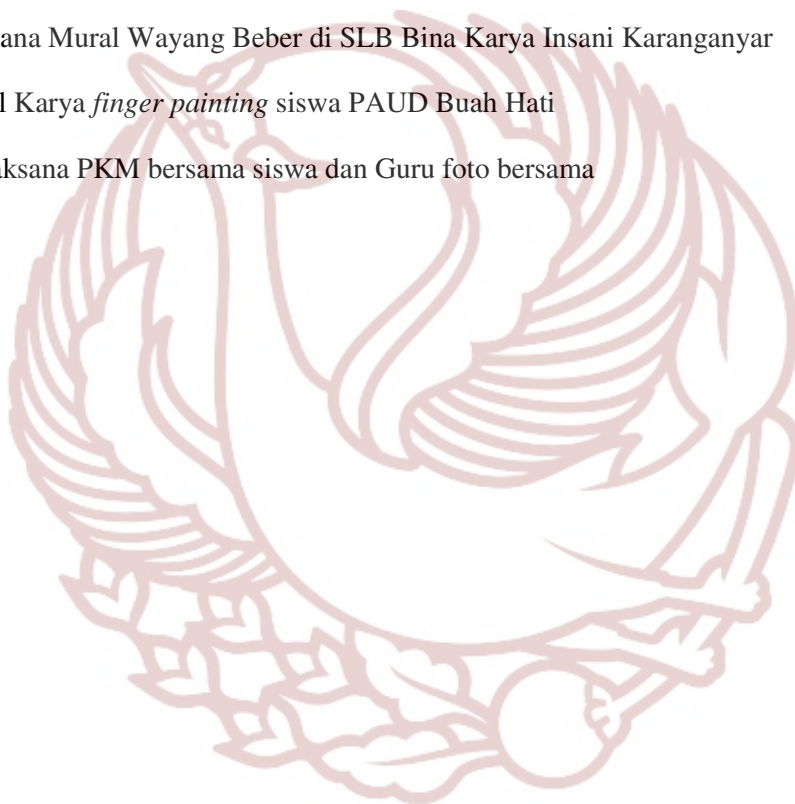 ana Mural Wayang Beber di SLB Bina Karya Insani Karanganyar
l Karya finger painting siswa PAUD Buah Hati
aksana PKM bersama siswa dan Guru foto bersama